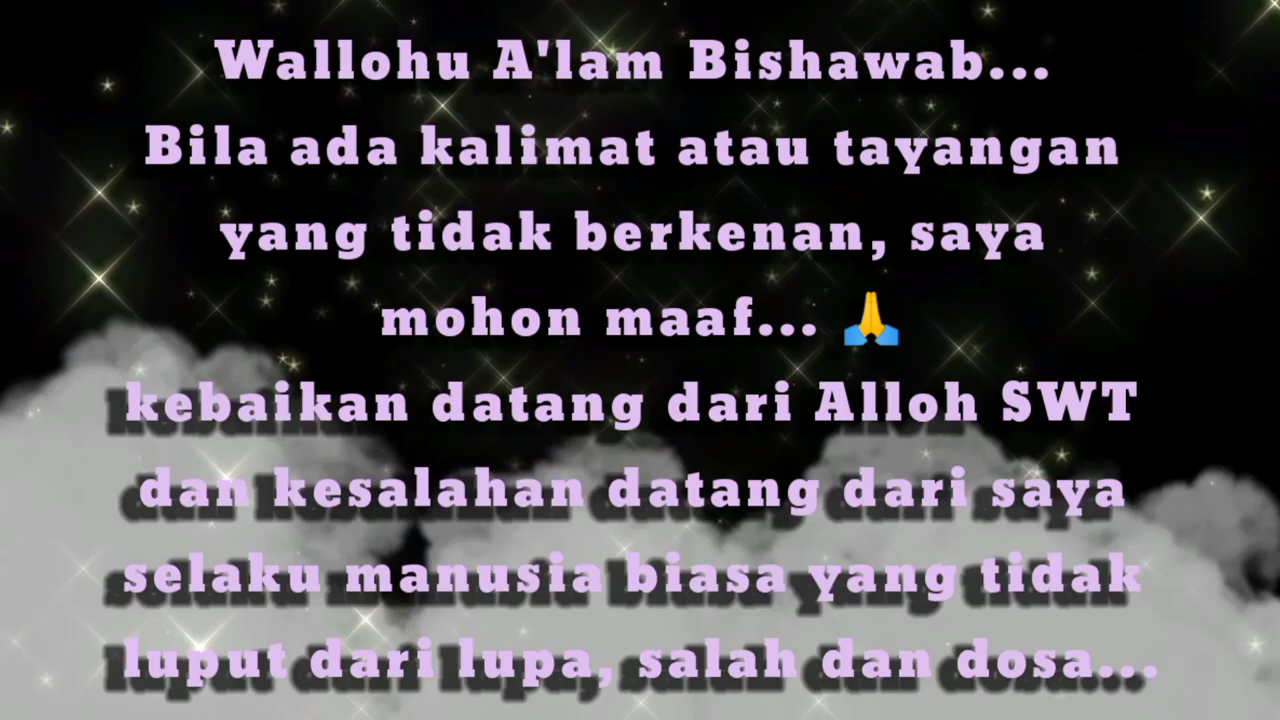 Wallohu A'lam Bishawab...
Bila ada kalimat atau tayangan
yang tidak berkenan, saya
mohon maaf... 🙏
kebaikan datang dari Alloh SWT
dan kesalahan datang dari saya
selaku manusia biasa yang tidak
luput dari lupa, salah dan dosa...